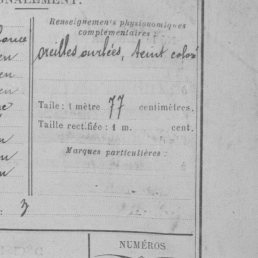 NALEMENT.
Renseignements physionomiques
complémentaires :
oreilles ourlées, teint coloré
Taille : 1 mètre 77 centimètres,
Taille rectifiée : 1 m. cent.
Marques particulières :
: 3
NUMÉROS